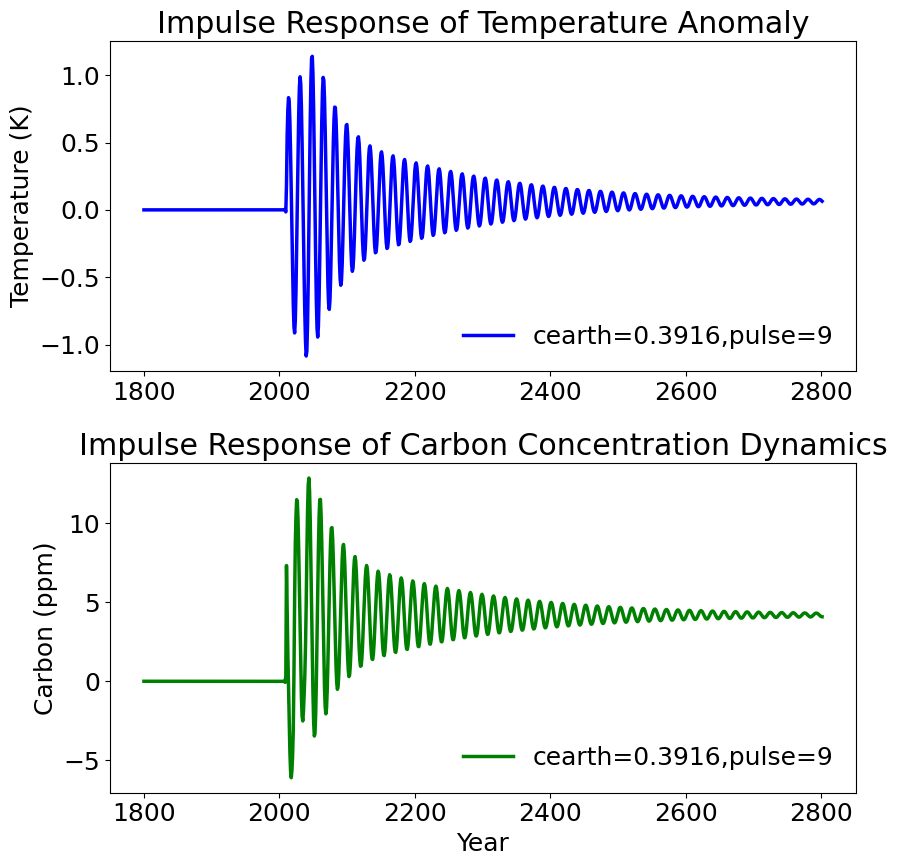 Impulse Response of Temperature Anomaly
Temperature (K)
1.0
0.5
0.0
−0.5
−1.0
cearth=0.3916,pulse=9
1800 2000 2200 2400 2600 2800
Impulse Response of Carbon Concentration Dynamics
Carbon (ppm)
10
5
0
−5
cearth=0.3916,pulse=9
1800 2000 2200 2400 2600 2800
Year